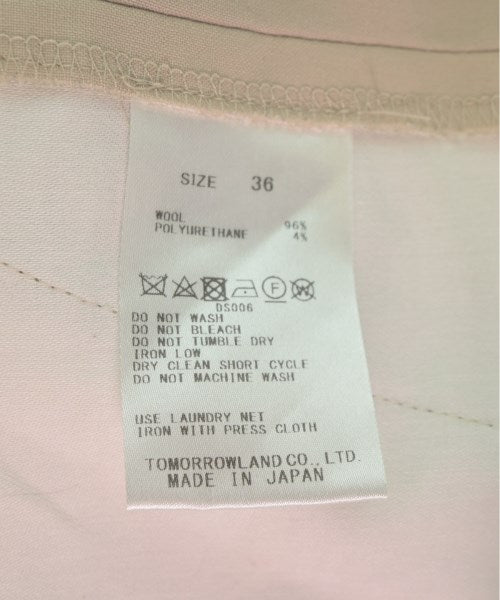 SIZE 36
WOOL 96%
POLYURETHANE 4%
F W
DS006
DO NOT WASH
DO NOT BLEACH
DO NOT TUMBLE DRY
IRON LOW
DRY CLEAN SHORT CYCLE
DO NOT MACHINE WASH
USE LAUNDRY NET
IRON WITH PRESS CLOTH
TOMORROWLAND CO., LTD.
MADE IN JAPAN